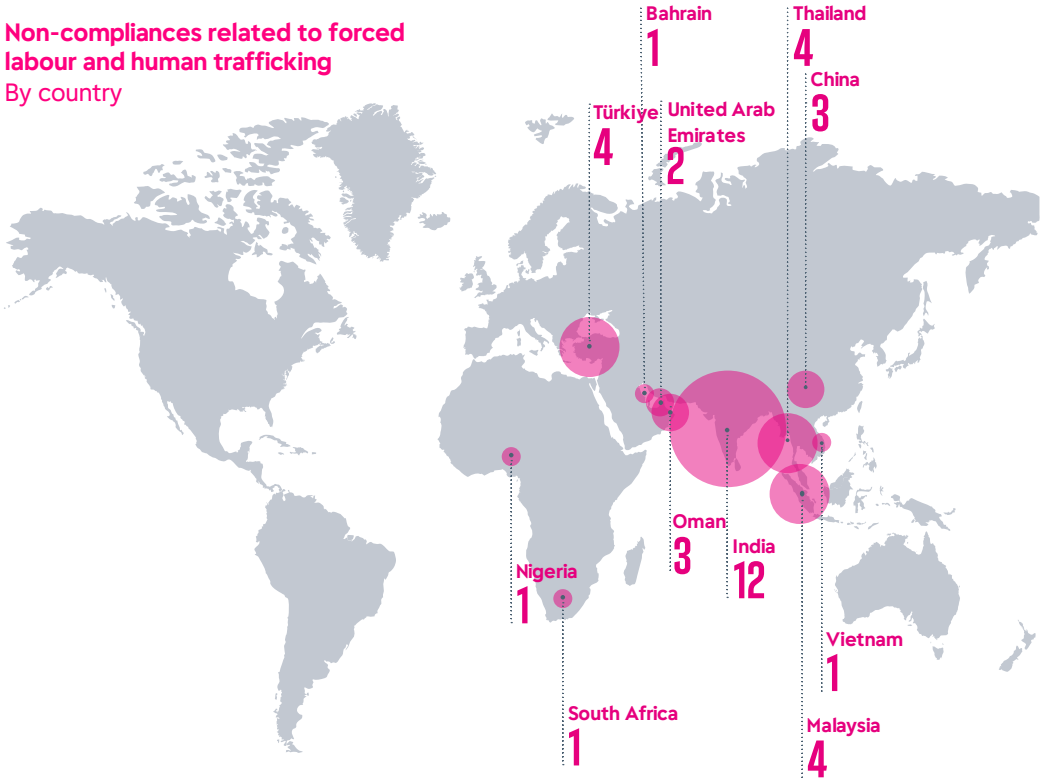 Non-compliances related to forced
labour and human trafficking
By country
Bahrain
1
Thailand
4
China
3
Türkiye
4
United Arab
Emirates
2
Oman
3
India
12
Nigeria
1
Vietnam
1
South Africa
1
Malaysia
4